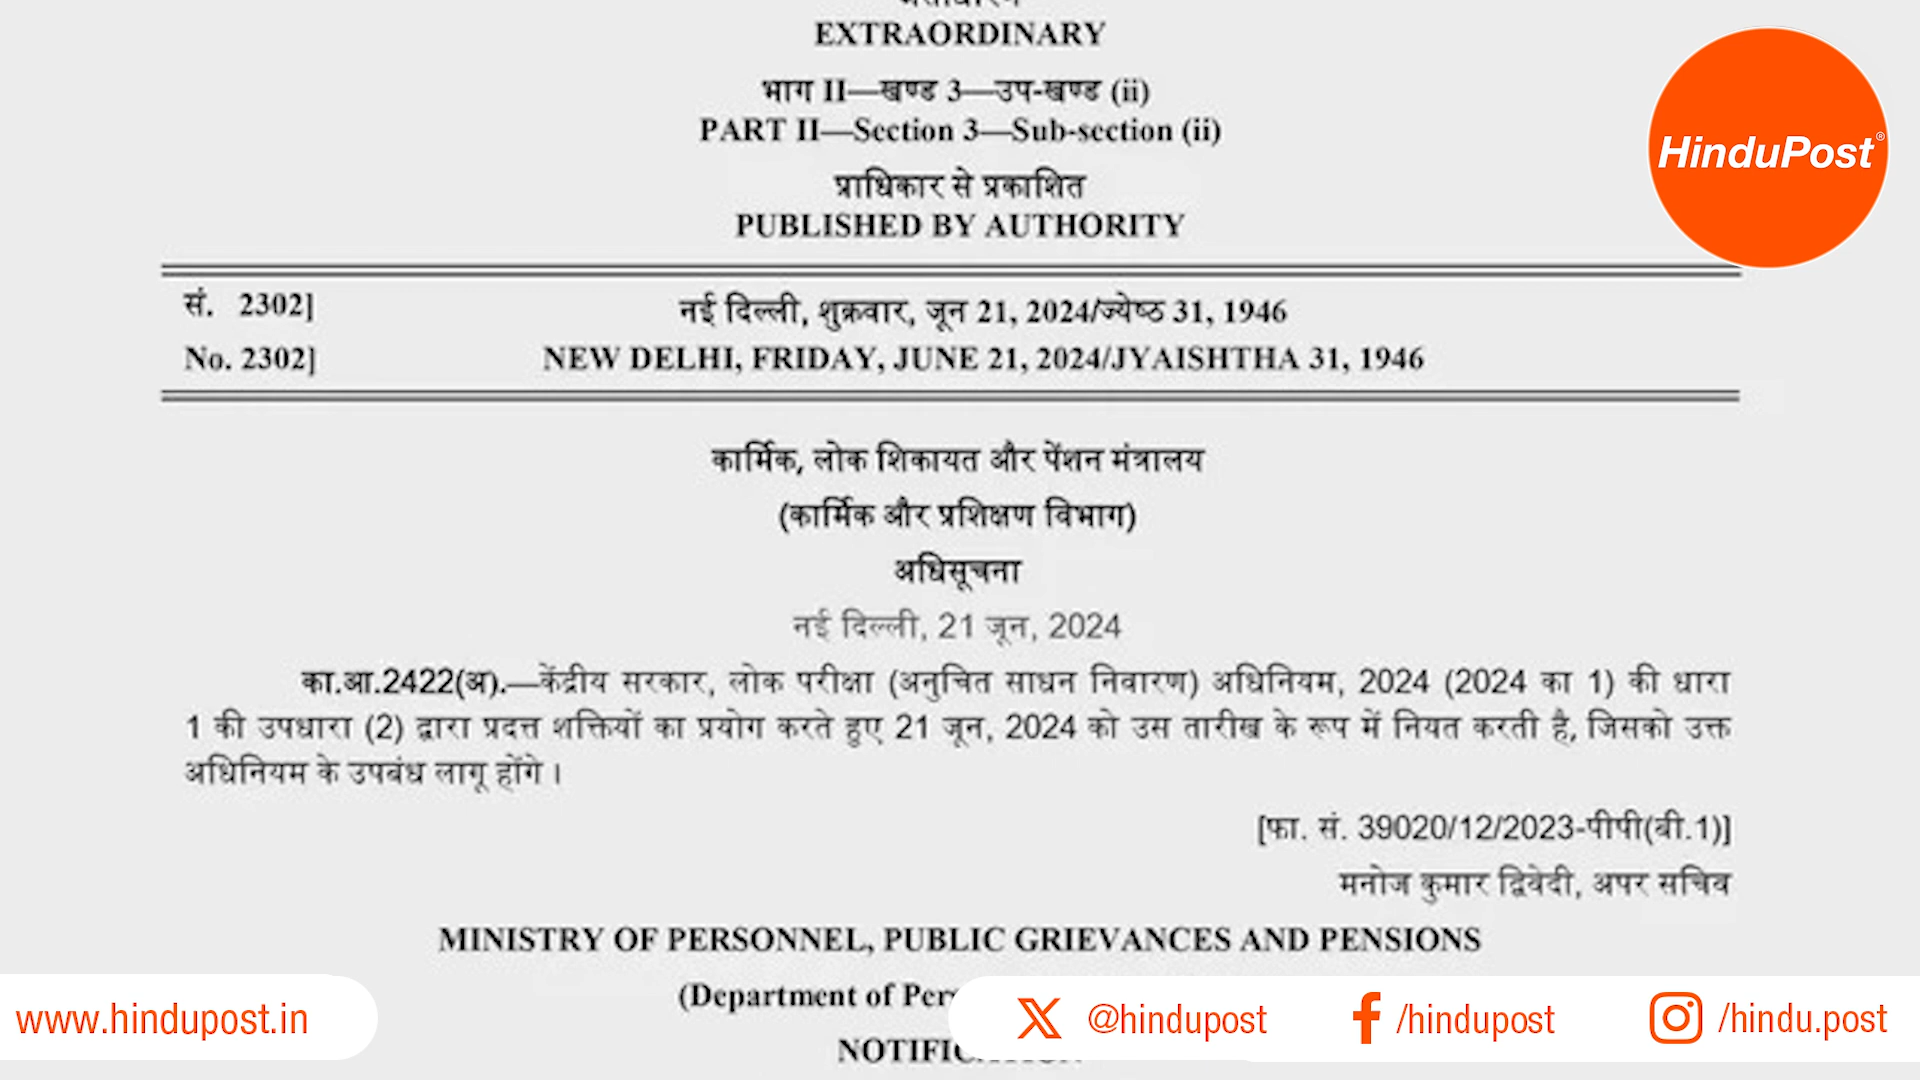 EXTRAORDINARY
भाग II—खण्ड 3—उप-खण्ड (ii)
PART II—Section 3—Sub-section (ii)
प्राधिकार से प्रकाशित
PUBLISHED BY AUTHORITY
HinduPost®
सं. 2302]
नई दिल्ली, शुक्रवार, जून 21, 2024/ज्येष्ठ 31, 1946
No. 2302]
NEW DELHI, FRIDAY, JUNE 21, 2024/JYAISHTHA 31, 1946
कार्मिक, लोक शिकायत और पेंशन मंत्रालय
(कार्मिक और प्रशिक्षण विभाग)
अधिसूचना
नई दिल्ली, 21 जून, 2024
का.आ.2422(अ).—केंद्रीय सरकार, लोक परीक्षा (अनुचित साधन निवारण) अधिनियम, 2024 (2024 का 1) की धारा
1 की उपधारा (2) द्वारा प्रदत्त शक्तियों का प्रयोग करते हुए 21 जून, 2024 को उस तारीख के रूप में नियत करती है, जिसको उक्त
अधिनियम के उपबंध लागू होंगे ।
[फा. सं. 39020/12/2023-पीपी(बी.1)]
मनोज कुमार द्विवेदी, अपर सचिव
MINISTRY OF PERSONNEL, PUBLIC GRIEVANCES AND PENSIONS
(Department of
www.hindupost.in
@hindupost
/hindupost
/hindu.post